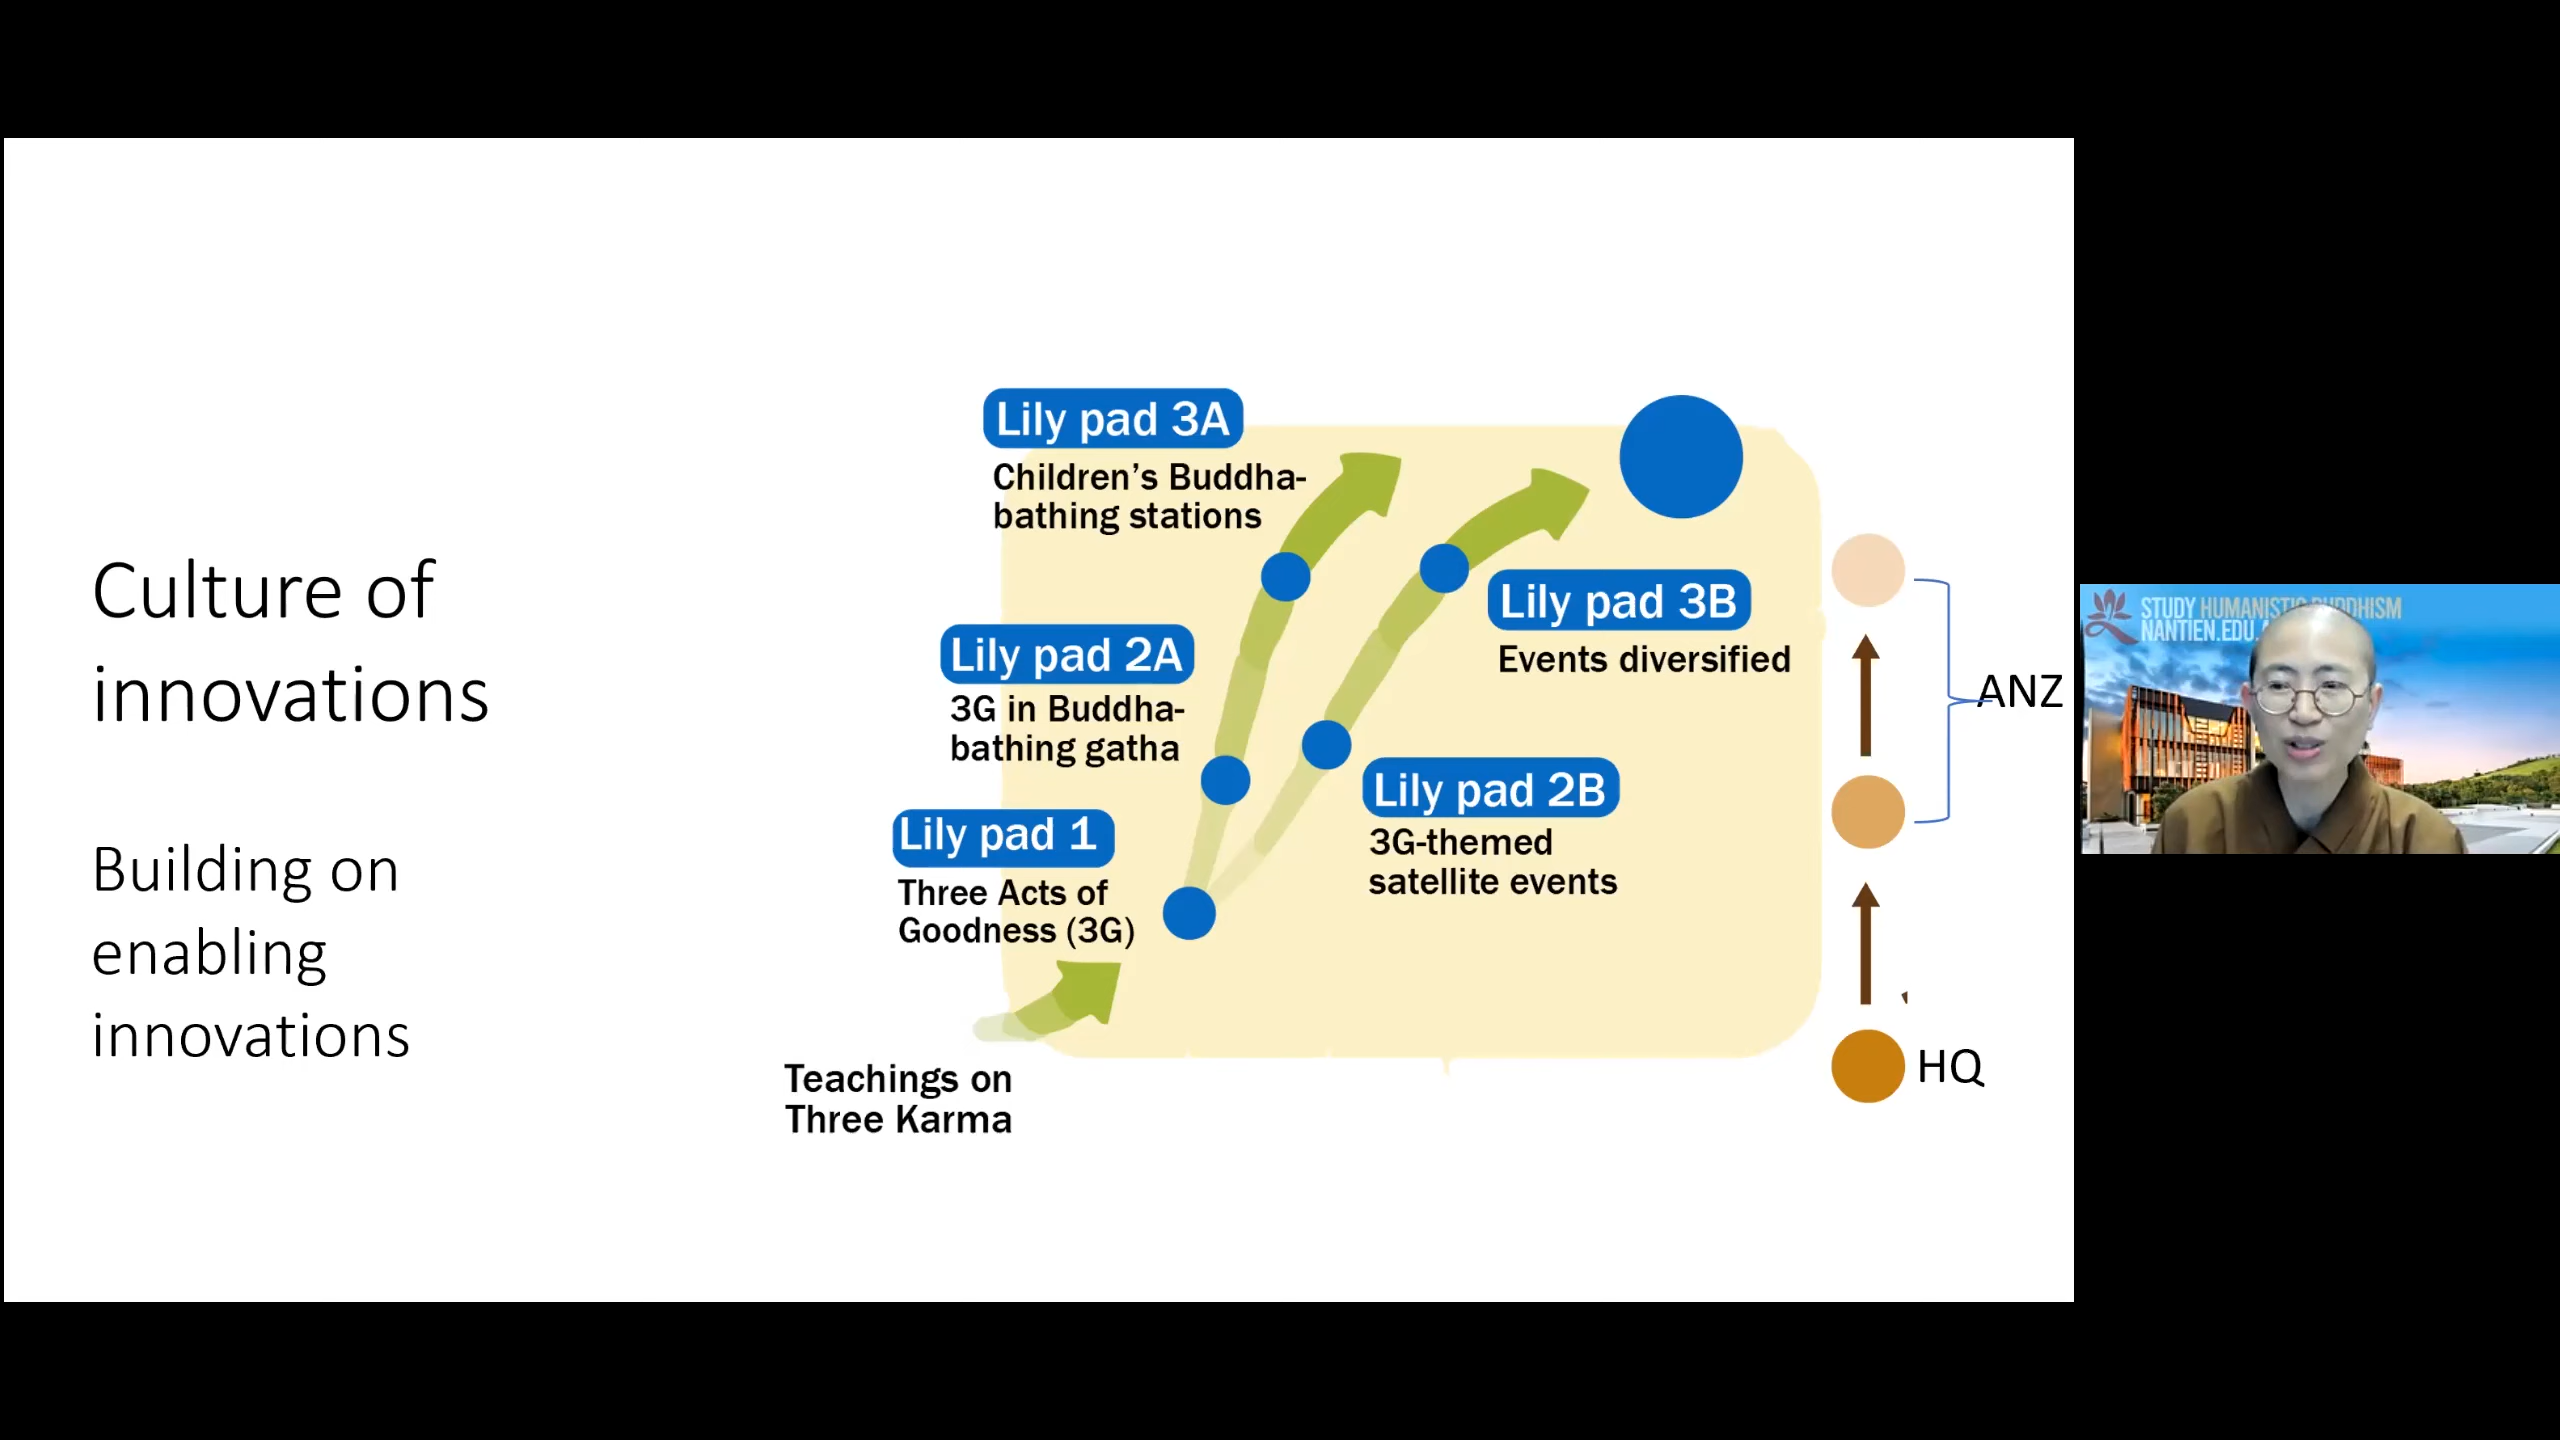 Culture of
innovations
Building on
enabling
innovations
Lily pad 3A
Children's Buddha-
bathing stations
Lily pad 3B
Events diversified
Lily pad 2A
3G in Buddha-
bathing gatha
Lily pad 2B
3G-themed
satellite events
Lily pad 1
Three Acts of
Goodness (3G)
Teachings on
Three Karma
ANZ
HQ
STUDY HUMANISTIC BUDDHISM
NANTIEN.EDU.